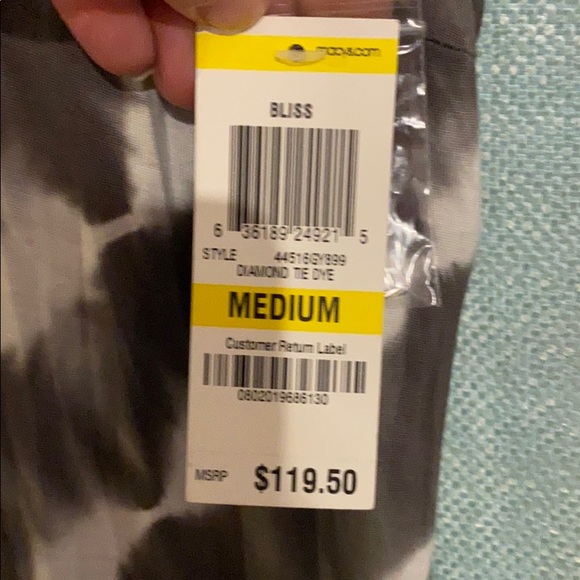 macys.com
BLISS
6 36189 24921 5
STYLE 44516GY899
DIAMOND TIE DYE
MEDIUM
Customer Return Label
0802019686130
MSRP $119.50